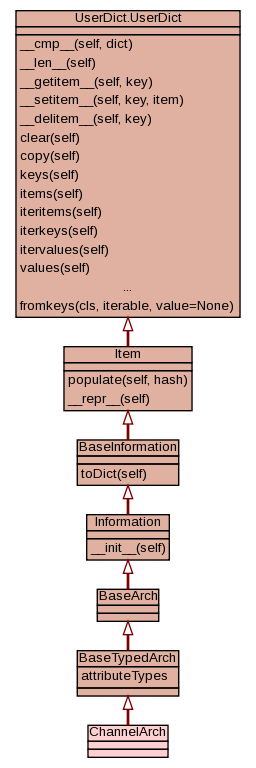 UserDict.UserDict
__cmp__(self, dict)
__len__(self)
__getitem__(self, key)
__setitem__(self, key, item)
__delitem__(self, key)
clear(self)
copy(self)
keys(self)
items(self)
iteritems(self)
iterkeys(self)
itervalues(self)
values(self)
...
fromkeys(cls, iterable, value=None)
Item
populate(self, hash)
__repr__(self)
BaseInformation
toDict(self)
Information
__init__(self)
BaseArch
BaseTypedArch
attributeTypes
ChannelArch